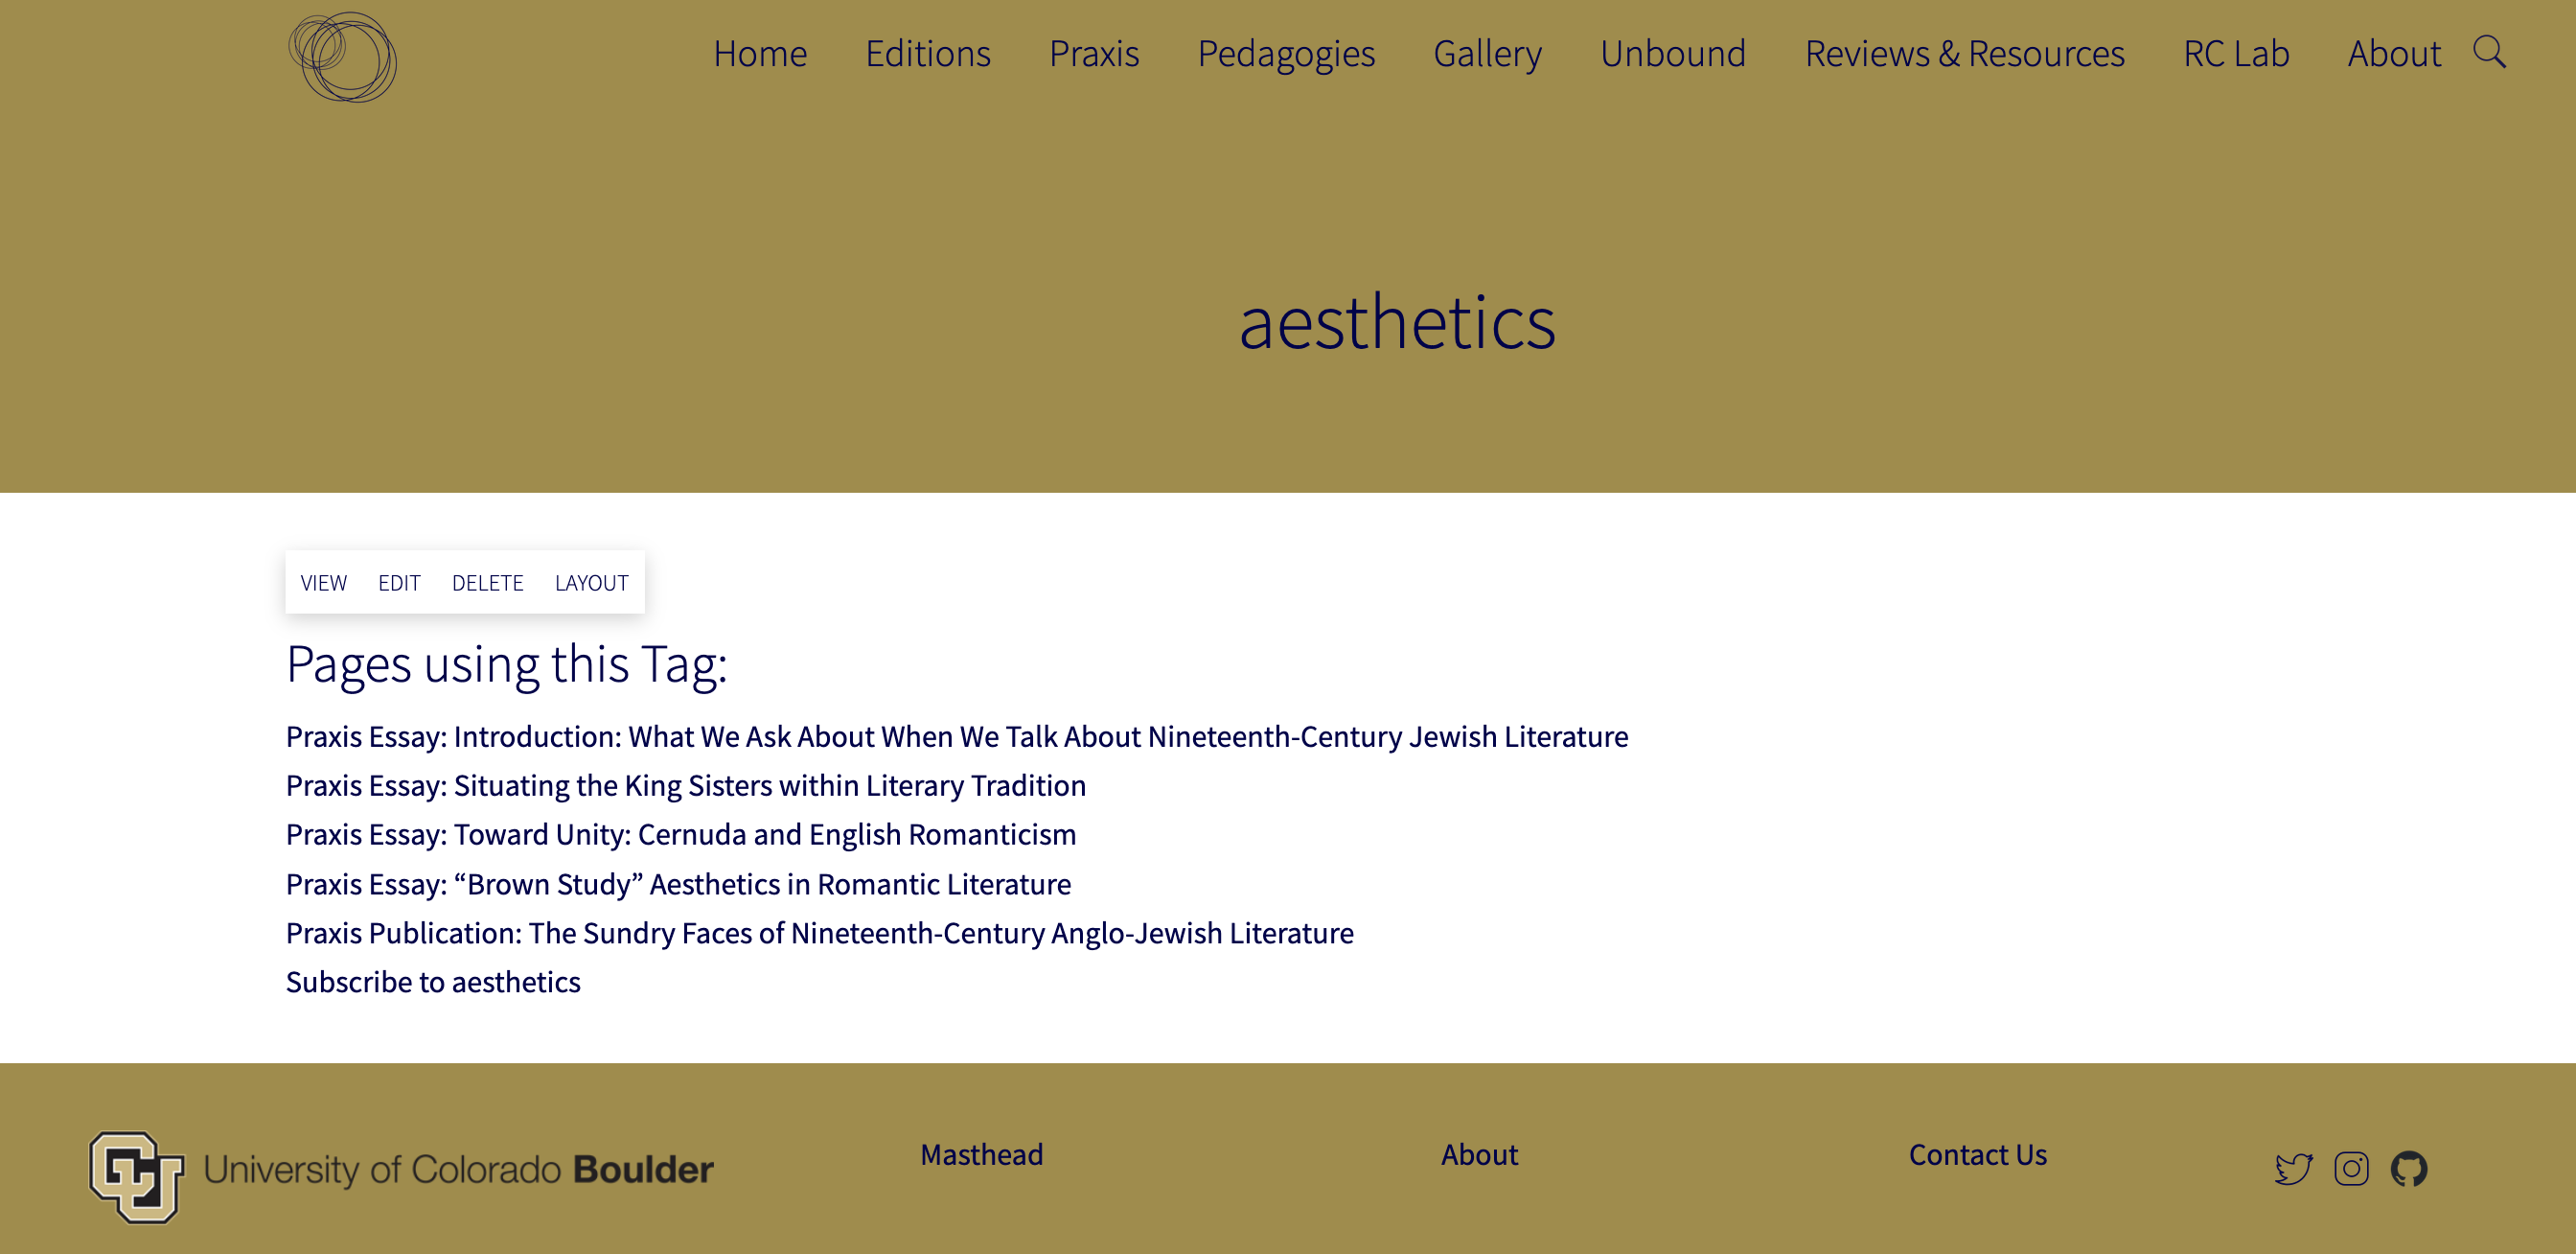 Home Editions Praxis Pedagogies Gallery Unbound Reviews & Resources RC Lab About
aesthetics
VIEW EDIT DELETE LAYOUT
Pages using this Tag:
Praxis Essay: Introduction: What We Ask About When We Talk About Nineteenth-Century Jewish Literature
Praxis Essay: Situating the King Sisters within Literary Tradition
Praxis Essay: Toward Unity: Cernuda and English Romanticism
Praxis Essay: “Brown Study” Aesthetics in Romantic Literature
Praxis Publication: The Sundry Faces of Nineteenth-Century Anglo-Jewish Literature
Subscribe to aesthetics
CU University of Colorado Boulder Masthead About Contact Us